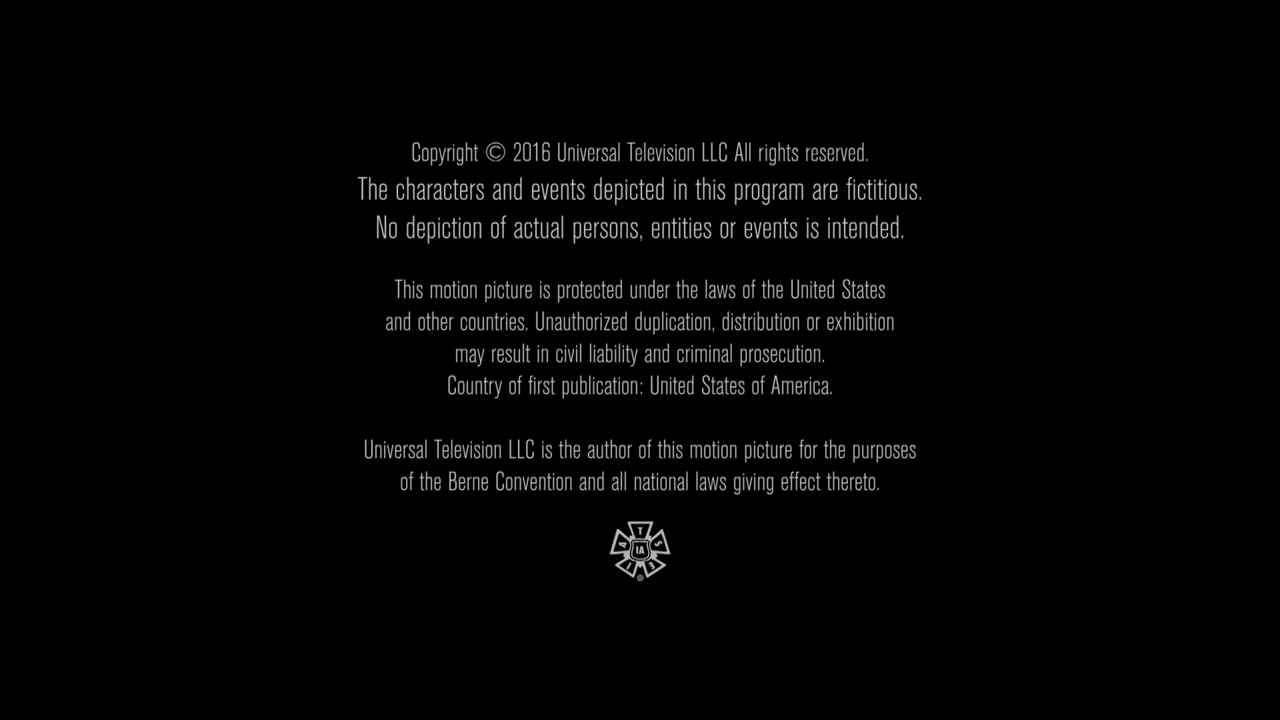 Copyright © 2016 Universal Television LLC All rights reserved.
The characters and events depicted in this program are fictitious.
No depiction of actual persons, entities or events is intended.
This motion picture is protected under the laws of the United States
and other countries. Unauthorized duplication, distribution or exhibition
may result in civil liability and criminal prosecution.
Country of first publication: United States of America.
Universal Television LLC is the author of this motion picture for the purposes
of the Berne Convention and all national laws giving effect thereto.
I A T S E
IA
®